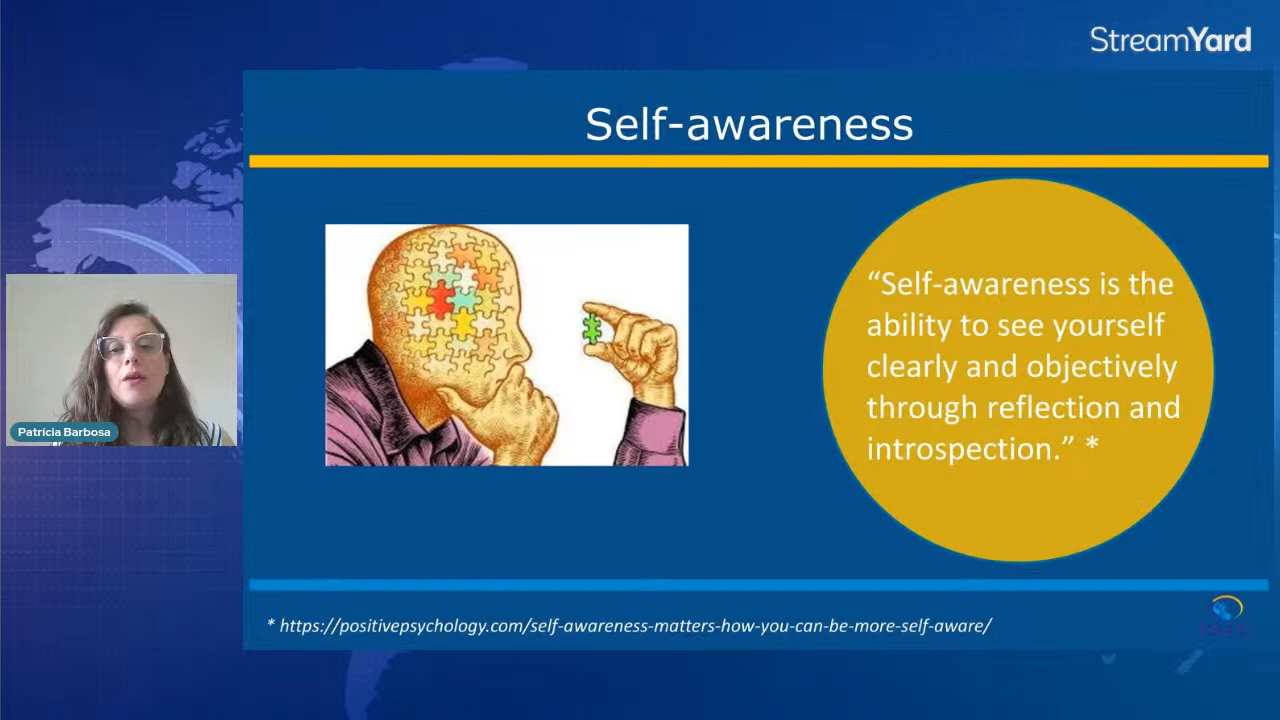 StreamYard
Self-awareness
“Self-awareness is the
ability to see yourself
clearly and objectively
through reflection and
introspection.” *
Patrícia Barbosa
* https://positivepsychology.com/self-awareness-matters-how-you-can-be-more-self-aware/